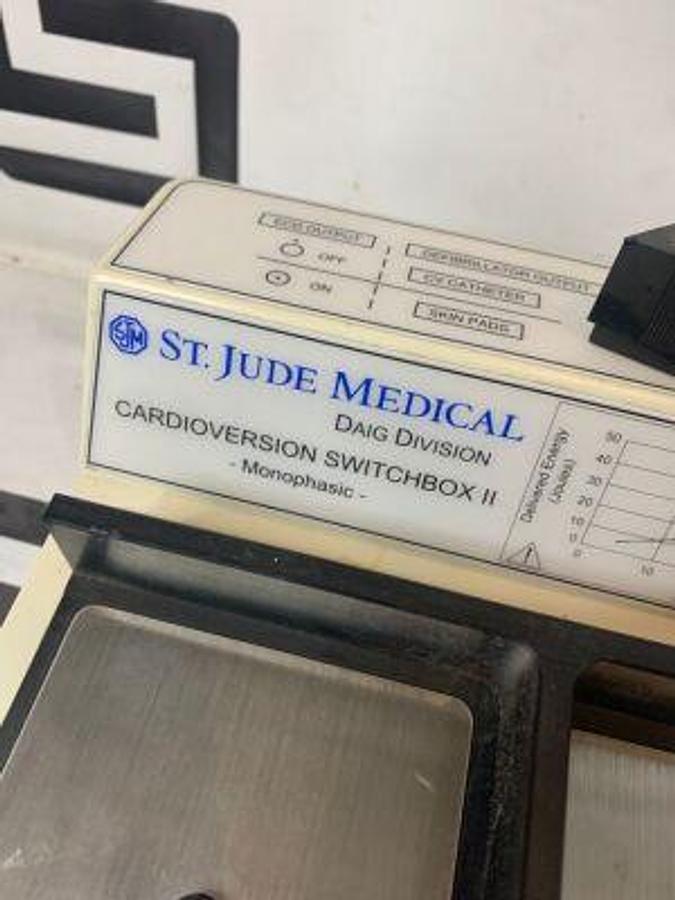 ECG OUTPUT
OFF
ON
DEFIBRILLATOR OUTPUT
CV CATHETER
SKIN PADS
SJM
ST. JUDE MEDICAL
DAIG DIVISION
CARDIOVERSION SWITCHBOX II
- Monophasic -
Delivered Energy
(Joules)
50
40
30
20
10
0
0
10